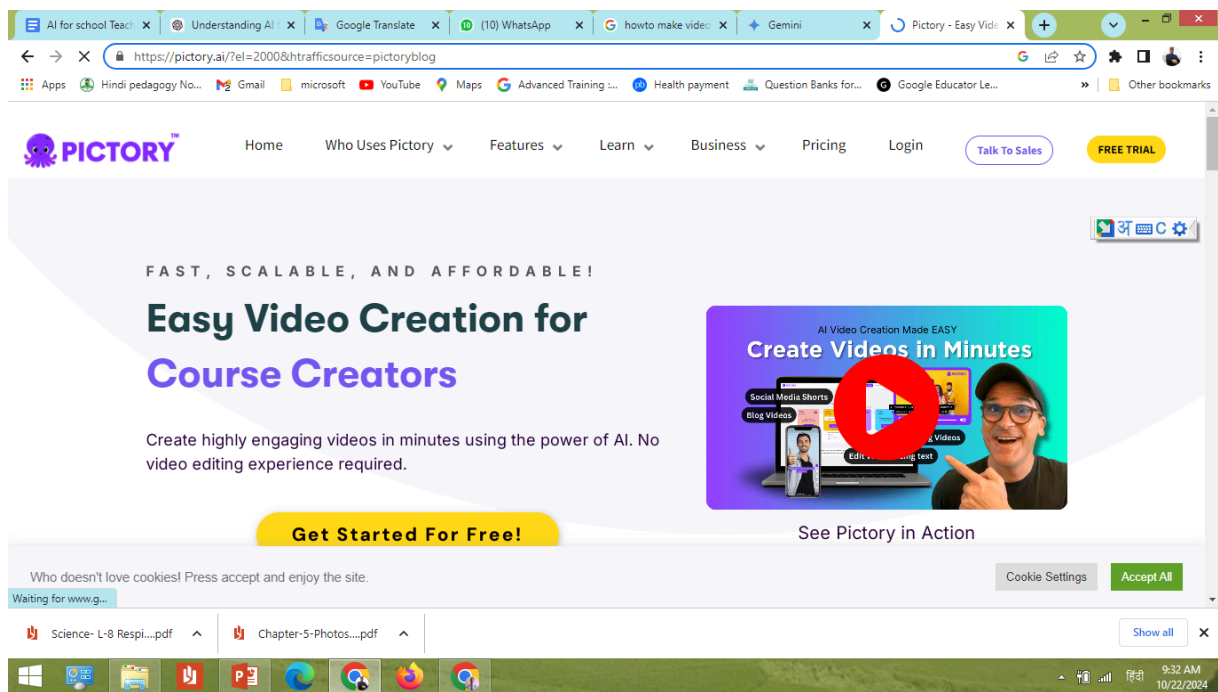 AI for school Teach
Understanding AI f
Google Translate
(10) WhatsApp
howto make video
Gemini
Pictory - Easy Vide
https://pictory.ai/?el=2000&htrafficsource=pictoryblog
Apps
Hindi pedagogy No...
Gmail
microsoft
YouTube
Maps
Advanced Training :...
Health payment
Question Banks for...
Google Educator Le...
»
Other bookmarks
PICTORY™
Home
Who Uses Pictory
Features
Learn
Business
Pricing
Login
Talk To Sales
FREE TRIAL
अ
C
FAST, SCALABLE, AND AFFORDABLE!
Easy Video Creation for
Course Creators
Create highly engaging videos in minutes using the power of AI. No
video editing experience required.
Get Started For Free!
AI Video Creation Made EASY
Create Videos in Minutes
Social Media Shorts
Blog Videos
Videos
Edit
text
See Pictory in Action
Who doesn't love cookies! Press accept and enjoy the site.
Cookie Settings
Accept All
Waiting for www.g...
Science- L-8 Respi....pdf
Chapter-5-Photos....pdf
Show all
हिंदी
9:32 AM
10/22/2024